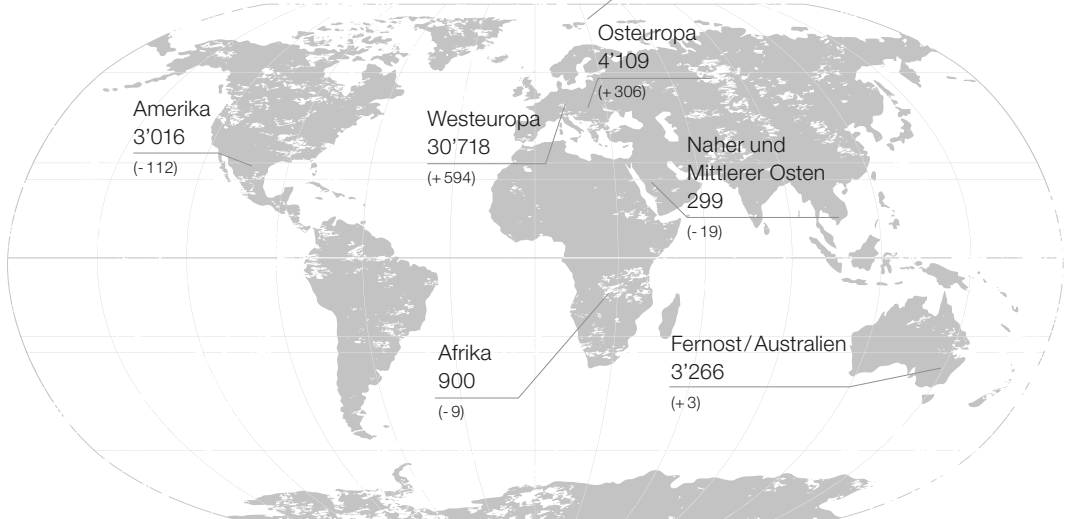 Osteuropa
4’109
(+ 306)
Amerika
3’016
(- 112)
Westeuropa
30’718
(+ 594)
Naher und
Mittlerer Osten
299
(- 19)
Afrika
900
(- 9)
Fernost / Australien
3’266
(+ 3)